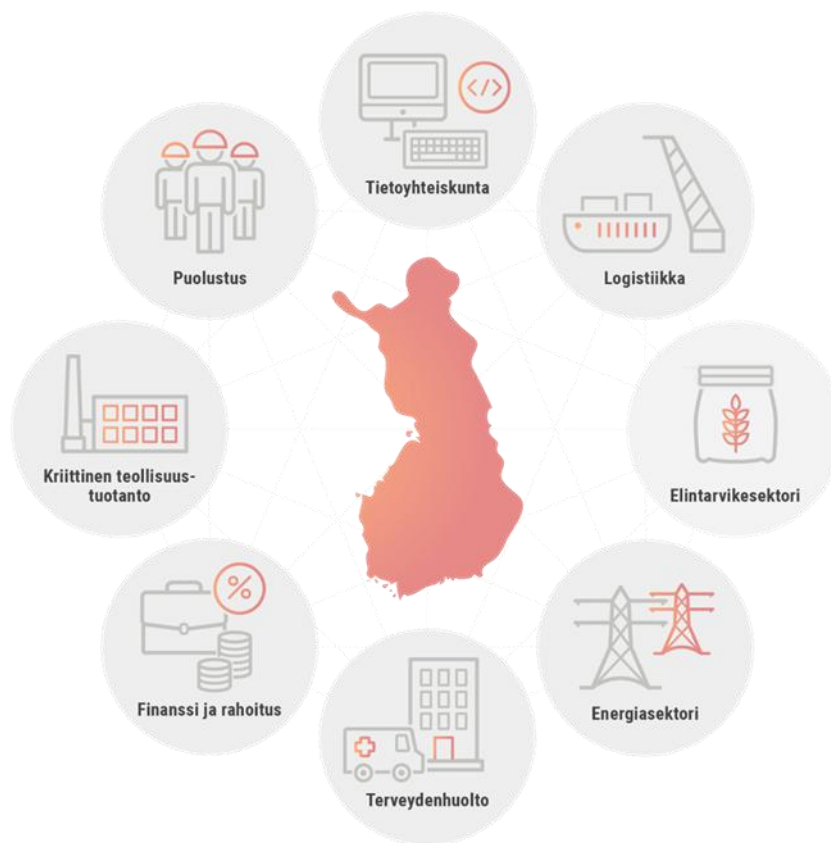 Tietoyhteiskunta
Logistiikka
Elintarvikesektori
Energiasektori
Terveydenhuolto
Finanssi ja rahoitus
Kriittinen teollisuus-
tuotanto
Puolustus